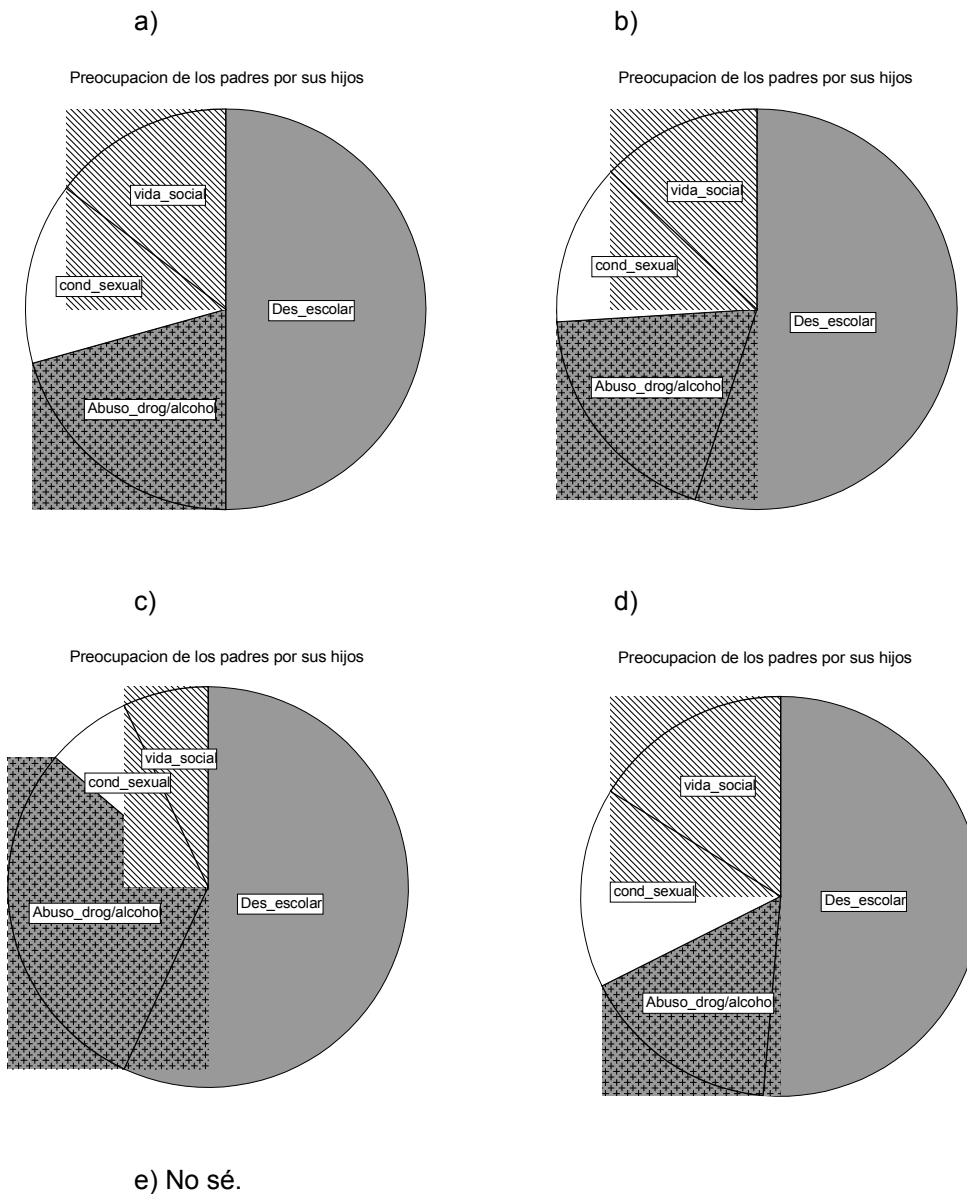 a)
b)
Preocupacion de los padres por sus hijos
Preocupacion de los padres por sus hijos
vida_social
cond_sexual
Des_escolar
Abuso_drog/alcohol
vida_social
cond_sexual
Des_escolar
Abuso_drog/alcohol
c)
d)
Preocupacion de los padres por sus hijos
Preocupacion de los padres por sus hijos
vida_social
cond_sexual
Abuso_drog/alcohol
Des_escolar
vida_social
cond_sexual
Des_escolar
Abuso_drog/alcohol
e) No sé.